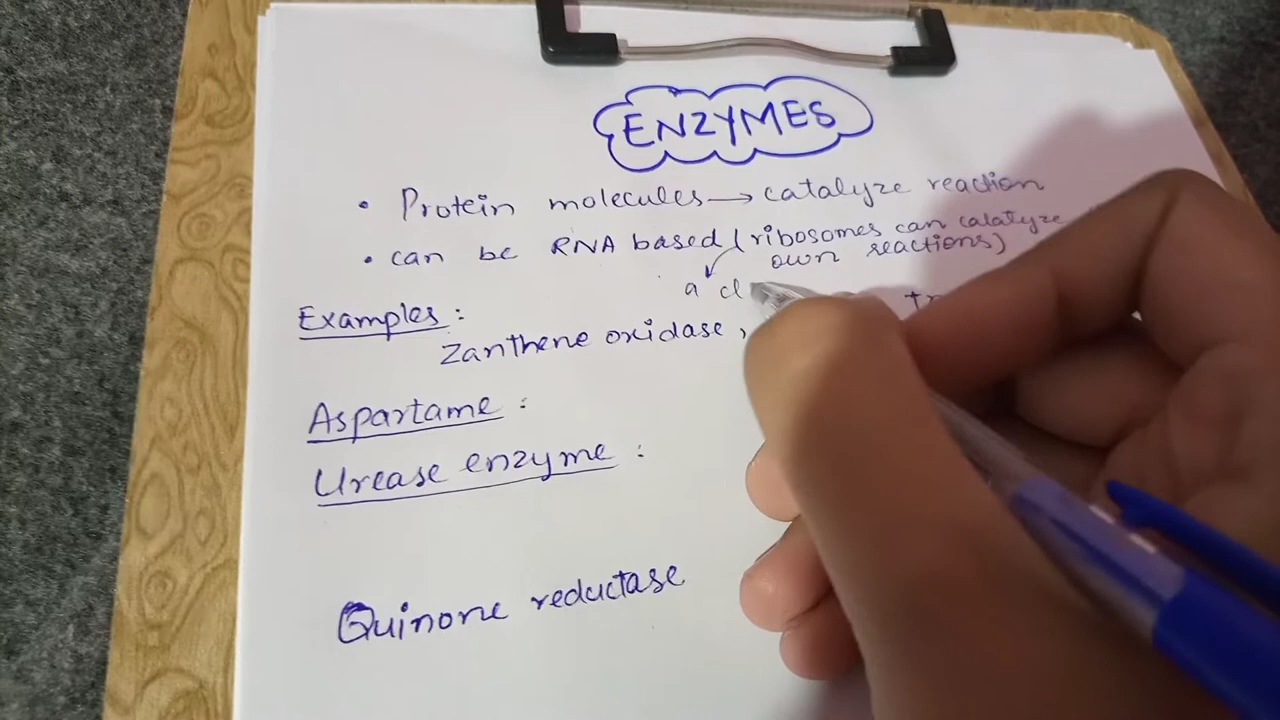 ENZYMES
• Protein molecules → catalyze reaction
• can be RNA based (ribosomes can catalyze
own reactions)
a cl
Examples :
Zanthene oxidase ,
Aspartame :
Urease enzyme :
Quinone reductase